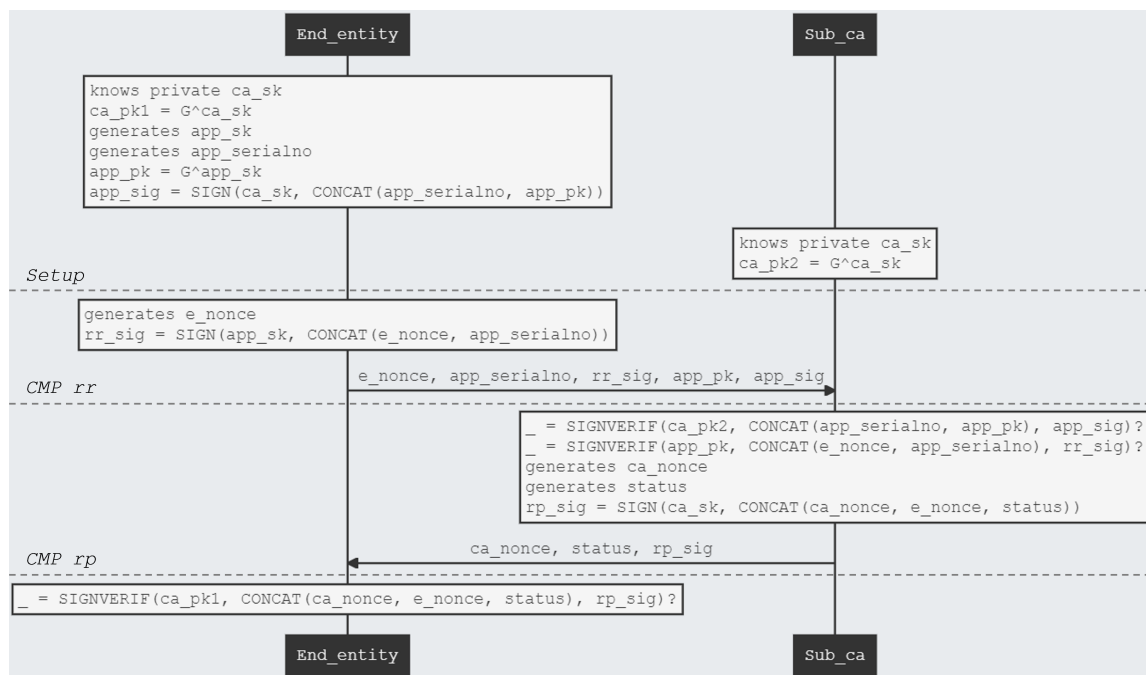 End_entity
Sub_ca
knows private ca_sk
ca_pk1 = G^ca_sk
generates app_sk
generates app_serialno
app_pk = G^app_sk
app_sig = SIGN(ca_sk, CONCAT(app_serialno, app_pk))
knows private ca_sk
ca_pk2 = G^ca_sk
Setup
generates e_nonce
rr_sig = SIGN(app_sk, CONCAT(e_nonce, app_serialno))
e_nonce, app_serialno, rr_sig, app_pk, app_sig
CMP rr
_ = SIGNVERIF(ca_pk2, CONCAT(app_serialno, app_pk), app_sig)?
_ = SIGNVERIF(app_pk, CONCAT(e_nonce, app_serialno), rr_sig)?
generates ca_nonce
generates status
rp_sig = SIGN(ca_sk, CONCAT(ca_nonce, e_nonce, status))
ca_nonce, status, rp_sig
CMP rp
_ = SIGNVERIF(ca_pk1, CONCAT(ca_nonce, e_nonce, status), rp_sig)?
End_entity
Sub_ca